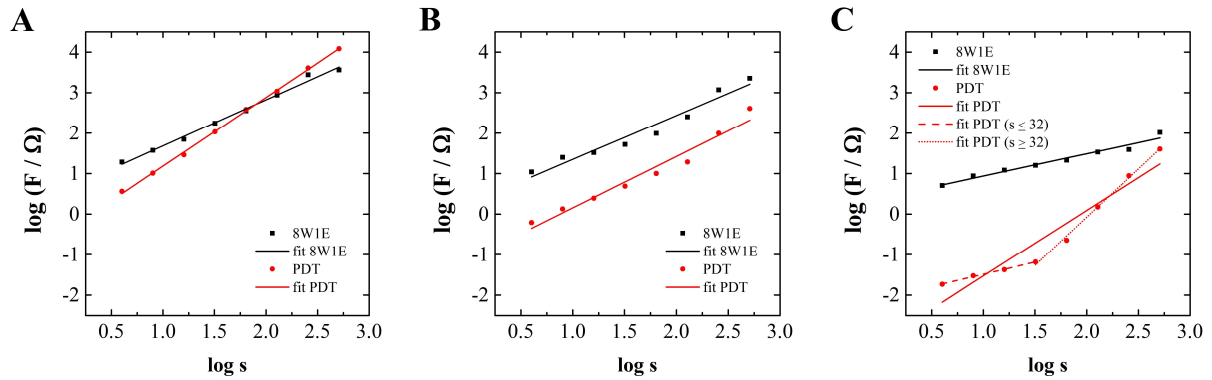 A
log (F / Ω)
4
3
2
1
0
-1
-2
8W1E
fit 8W1E
PDT
fit PDT
0.5 1.0 1.5 2.0 2.5 3.0
log s
B
log (F / Ω)
4
3
2
1
0
-1
-2
8W1E
fit 8W1E
PDT
fit PDT
0.5 1.0 1.5 2.0 2.5 3.0
log s
C
log (F / Ω)
4
3
2
1
0
-1
-2
8W1E
fit 8W1E
PDT
fit PDT
fit PDT (s ≤ 32)
fit PDT (s ≥ 32)
0.5 1.0 1.5 2.0 2.5 3.0
log s